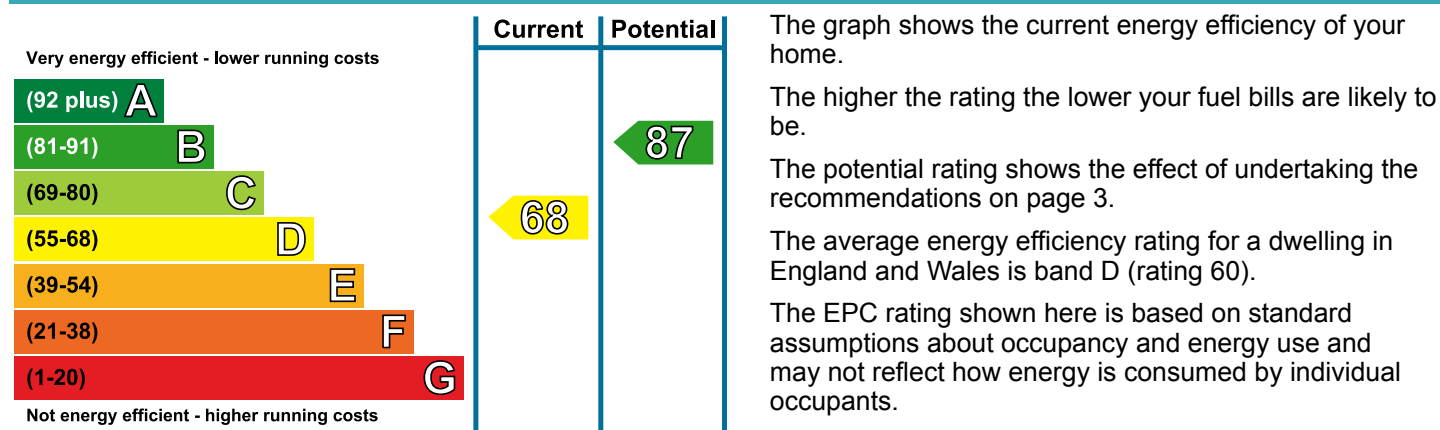 Current Potential
Very energy efficient - lower running costs
(92 plus) A
(81-91) B
87
(69-80) C
68
(55-68) D
(39-54) E
(21-38) F
(1-20) G
Not energy efficient - higher running costs
The graph shows the current energy efficiency of your
home.
The higher the rating the lower your fuel bills are likely to
be.
The potential rating shows the effect of undertaking the
recommendations on page 3.
The average energy efficiency rating for a dwelling in
England and Wales is band D (rating 60).
The EPC rating shown here is based on standard
assumptions about occupancy and energy use and
may not reflect how energy is consumed by individual
occupants.